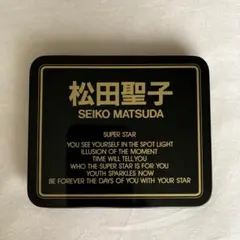 松田聖子
SEIKO MATSUDA
SUPER STAR
YOU SEE YOURSELF IN THE SPOT LIGHT
ILLUSION OF THE MOMENT
TIME WILL TELL YOU
WHO THE SUPER STAR IS FOR YOU
YOUTH SPARKLES NOW
BE FOREVER THE DAYS OF YOU WITH YOUR STAR